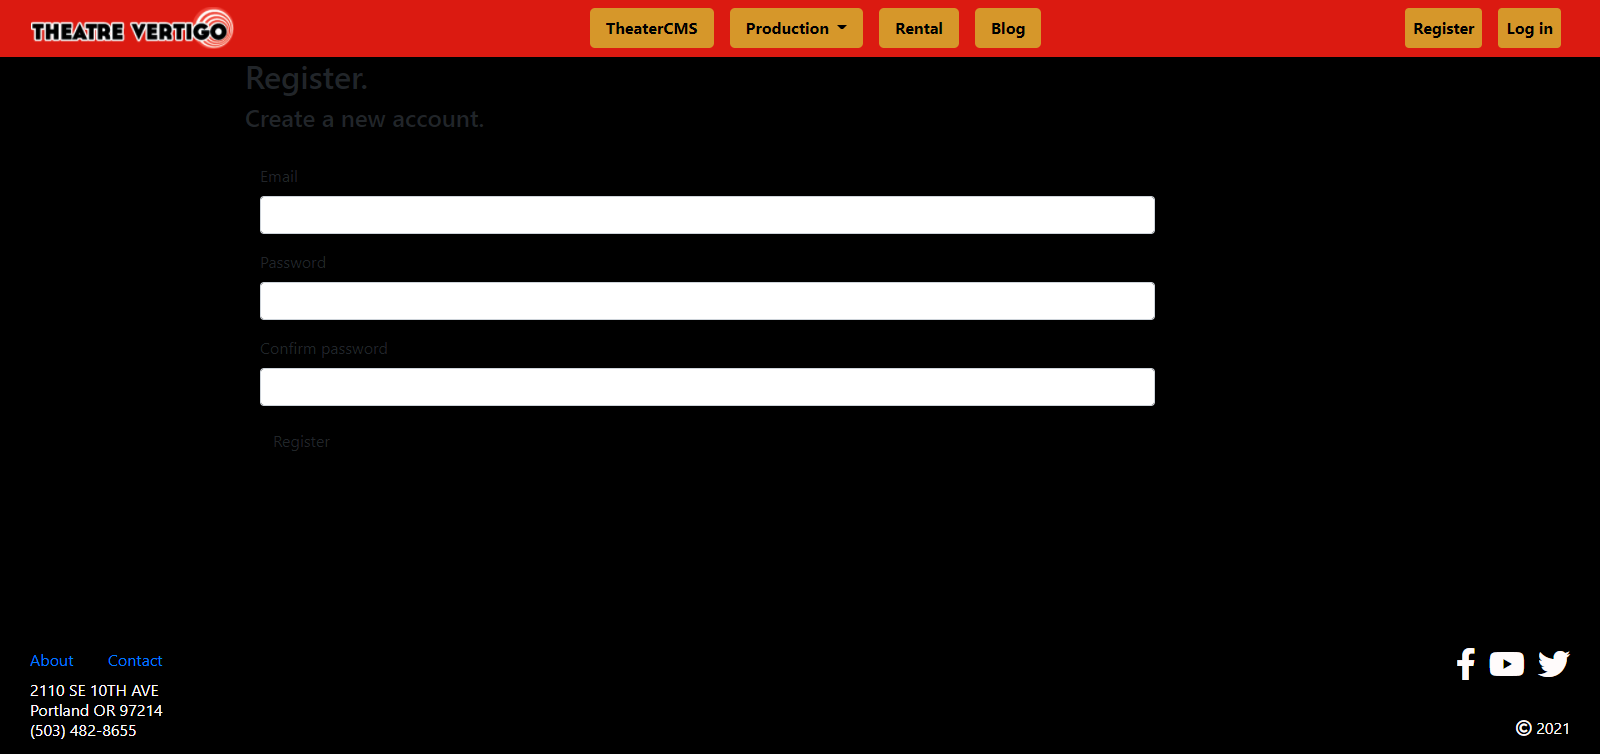 THEATRE VERTIGO
TheaterCMS Production Rental Blog
Register Log in
Register.
Create a new account.
Email
Password
Confirm password
Register
About Contact
2110 SE 10TH AVE
Portland OR 97214
(503) 482-8655
© 2021